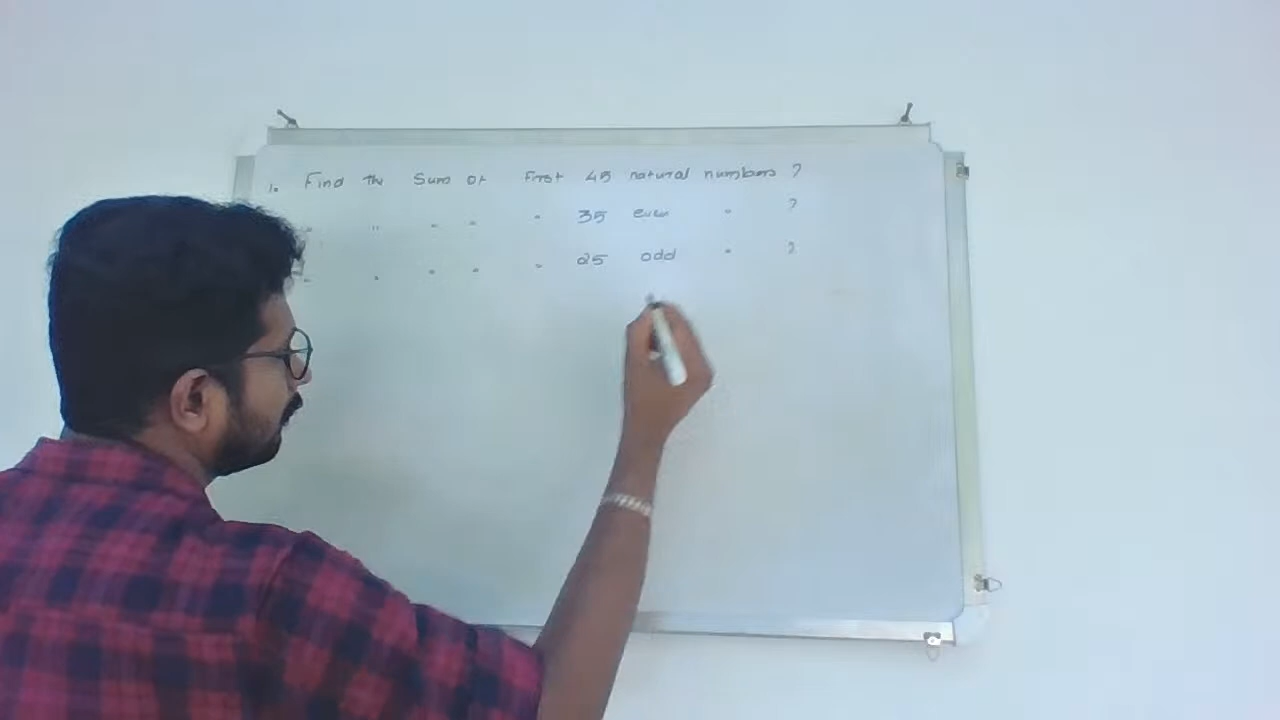 1. Find the Sum of First 45 natural numbers ?
" " " " " 35 even " ?
" " " " " 25 odd " ?